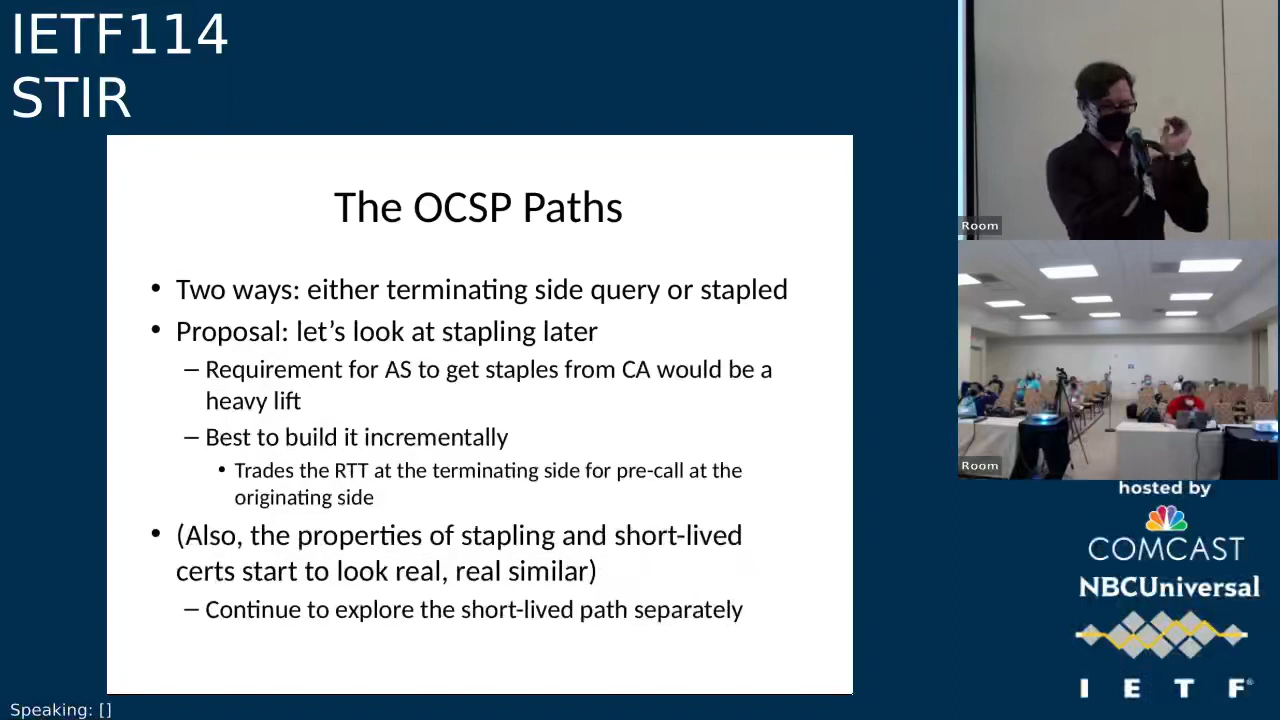 IETF114
STIR
The OCSP Paths
• Two ways: either terminating side query or stapled
• Proposal: let's look at stapling later
– Requirement for AS to get staples from CA would be a
heavy lift
– Best to build it incrementally
• Trades the RTT at the terminating side for pre-call at the
originating side
• (Also, the properties of stapling and short-lived
certs start to look real, real similar)
– Continue to explore the short-lived path separately
Room
Room
hosted by
COMCAST
NBCUniversal
I E T F®
Speaking: []